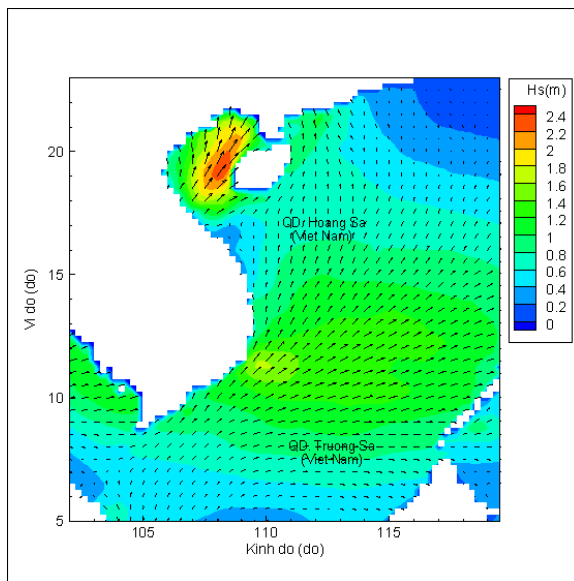 Hs(m)
2.4
2.2
2
1.8
1.6
1.4
1.2
1
0.8
0.6
0.4
0.2
0
20
15
10
5
Vi do (do)
QD. Hoang Sa
(Viet Nam)
QD. Truong Sa
(Viet Nam)
105
110
115
Kinh do (do)